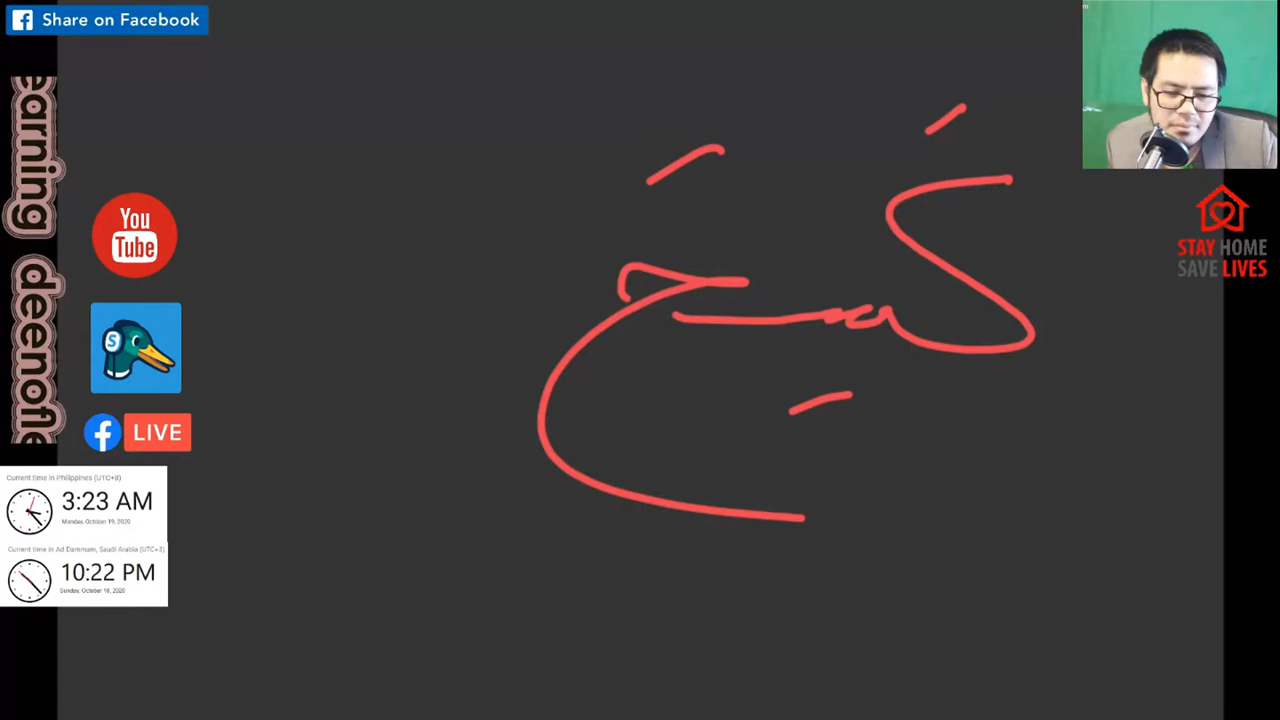 Share on Facebook
earning deenofle
You
Tube
S
f LIVE
Current time in Philippines (UTC+8)
3:23 AM
Monday, October 19, 2020
Current time in Ad Dammam, Saudi Arabia (UTC+3)
10:22 PM
Sunday, October 18, 2020
كَمِحَ
STAY HOME
SAVE LIVES